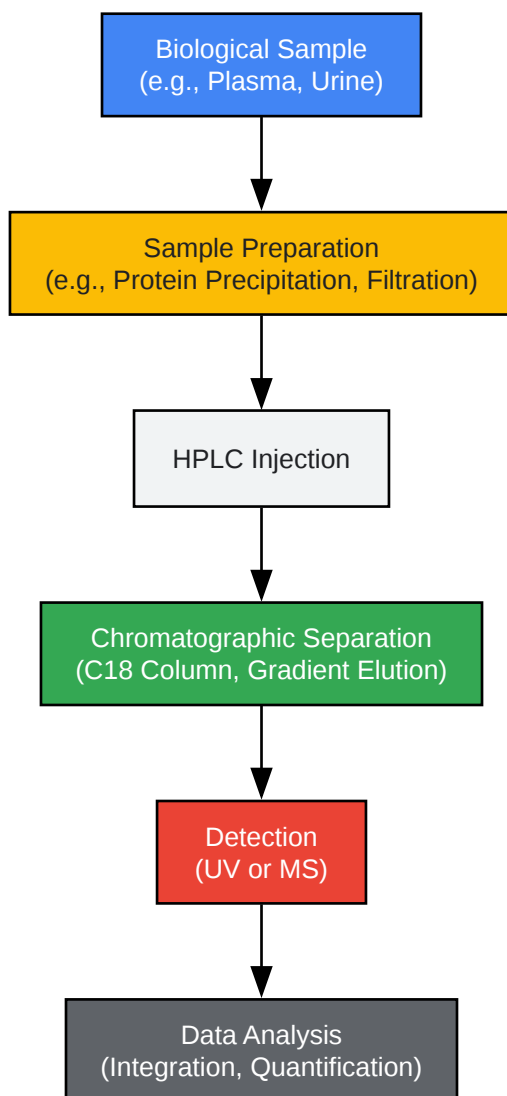 Biological Sample
(e.g., Plasma, Urine)
Sample Preparation
(e.g., Protein Precipitation, Filtration)
HPLC Injection
Chromatographic Separation
(C18 Column, Gradient Elution)
Detection
(UV or MS)
Data Analysis
(Integration, Quantification)